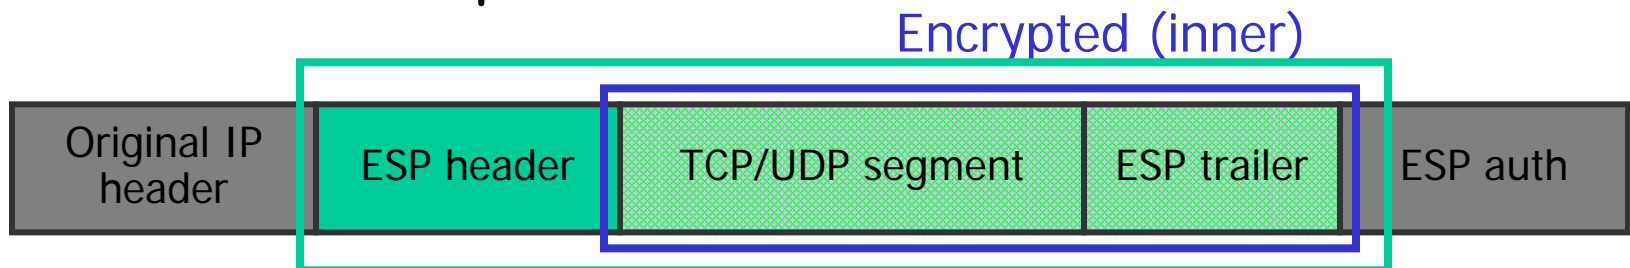 Encrypted (inner)
Original IP
header
ESP header
TCP/UDP segment
ESP trailer
ESP auth